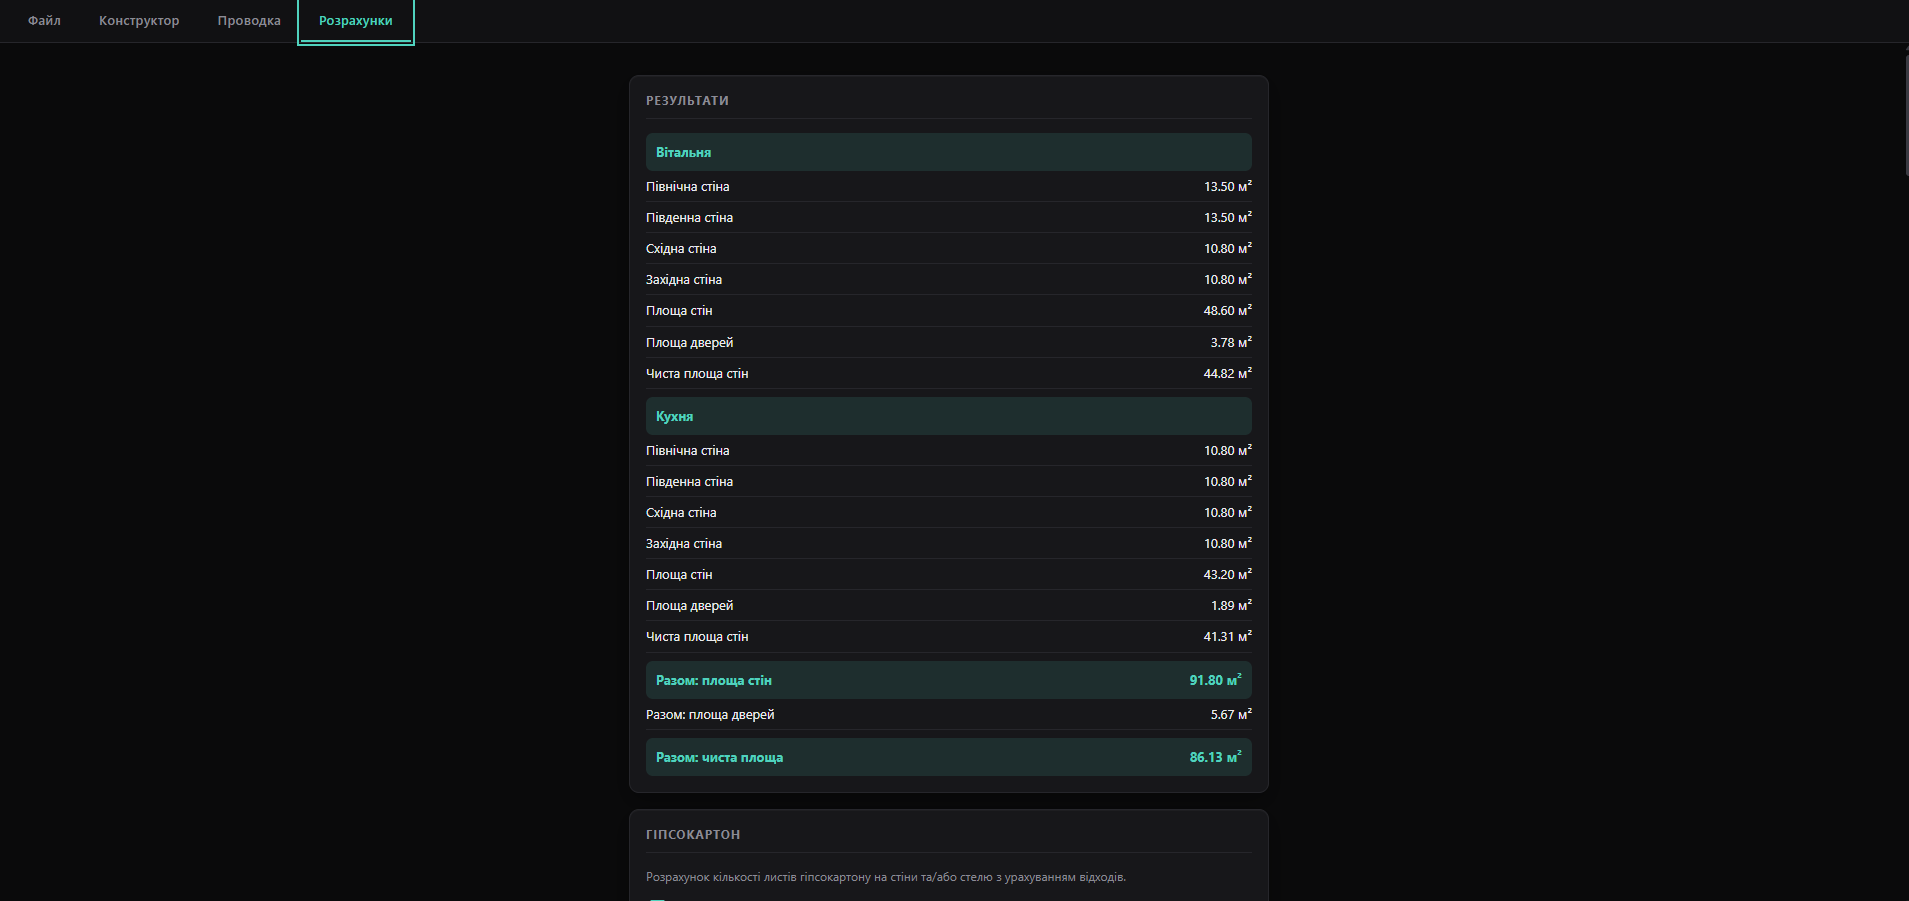 Файл Конструктор Проводка Розрахунки
РЕЗУЛЬТАТИ
Вітальня
Північна стіна 13.50 м²
Південна стіна 13.50 м²
Східна стіна 10.80 м²
Західна стіна 10.80 м²
Площа стін 48.60 м²
Площа дверей 3.78 м²
Чиста площа стін 44.82 м²
Кухня
Північна стіна 10.80 м²
Південна стіна 10.80 м²
Східна стіна 10.80 м²
Західна стіна 10.80 м²
Площа стін 43.20 м²
Площа дверей 1.89 м²
Чиста площа стін 41.31 м²
Разом: площа стін 91.80 м²
Разом: площа дверей 5.67 м²
Разом: чиста площа 86.13 м²
ГІПСОКАРТОН
Розрахунок кількості листів гіпсокартону на стіни та/або стелю з урахуванням відходів.